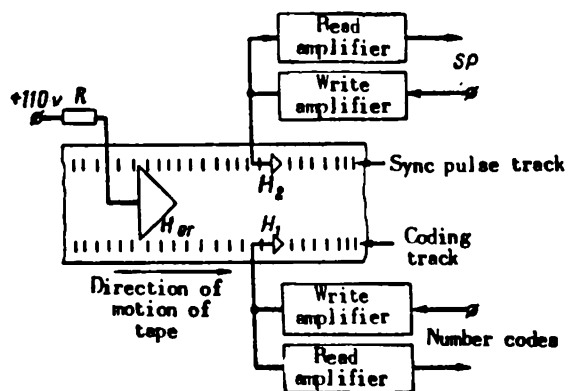 Read
amplifier
SP
Write
amplifier
+110 v R
H2
Sync pulse track
Her
H1
Coding
track
Direction of
motion of
tape
Write
amplifier
Number codes
Read
amplifier